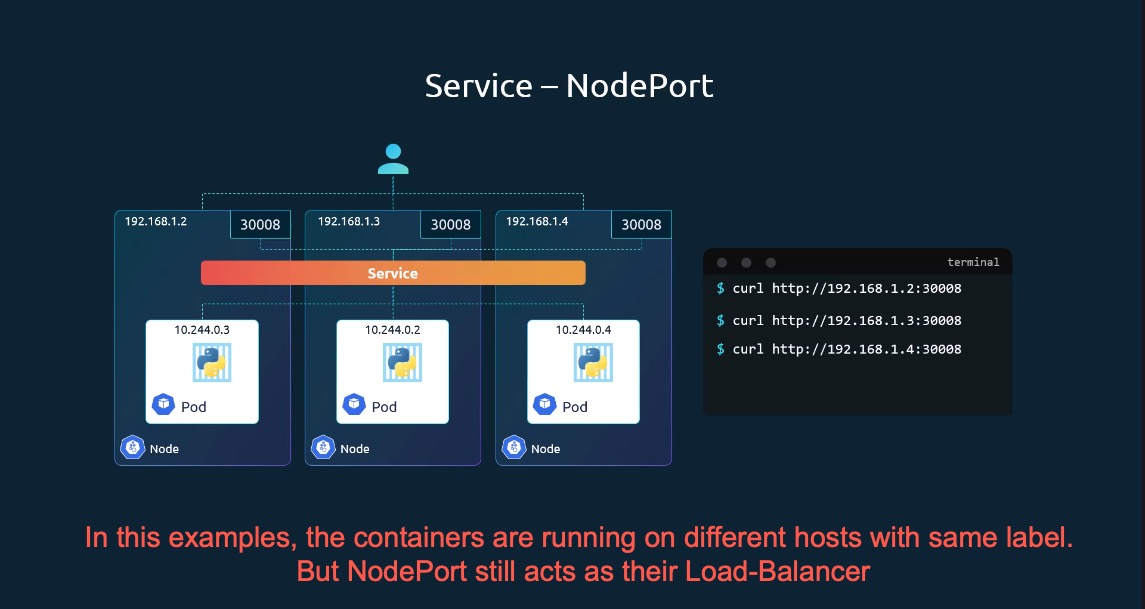 Service – NodePort
192.168.1.2
30008
192.168.1.3
30008
192.168.1.4
30008
Service
10.244.0.3
10.244.0.2
10.244.0.4
Pod
Pod
Pod
Node
Node
Node
terminal
$ curl http://192.168.1.2:30008
$ curl http://192.168.1.3:30008
$ curl http://192.168.1.4:30008
In this examples, the containers are running on different hosts with same label.
But NodePort still acts as their Load-Balancer